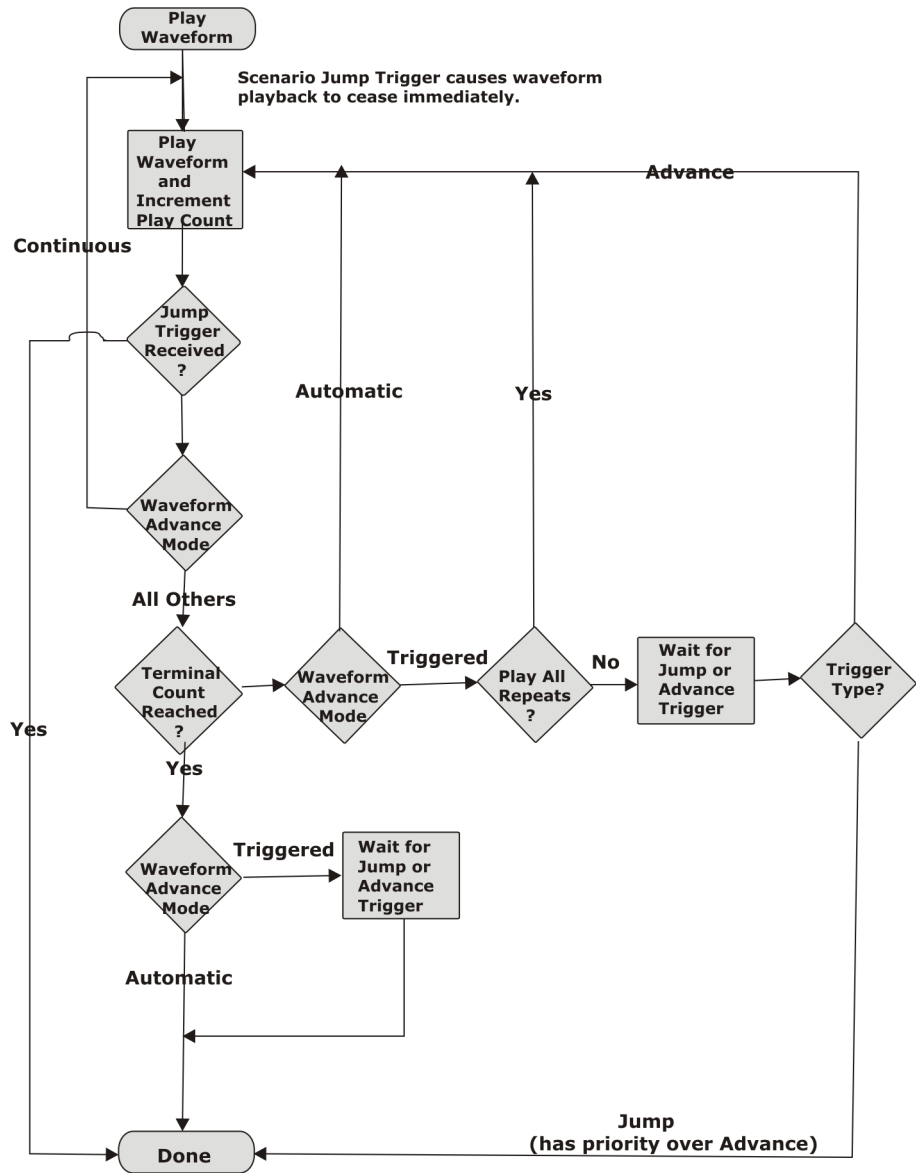 Play
Waveform
Scenario Jump Trigger causes waveform
playback to cease immediately.
Play
Waveform
and
Increment
Play Count
Advance
Continuous
Jump
Trigger
Received
?
Automatic
Yes
Waveform
Advance
Mode
All Others
Terminal
Count
Reached
?
Waveform
Advance
Mode
Triggered
Play All
Repeats
?
No
Wait for
Jump or
Advance
Trigger
Trigger
Type?
Yes
Yes
Waveform
Advance
Mode
Triggered
Wait for
Jump or
Advance
Trigger
Automatic
Jump
(has priority over Advance)
Done